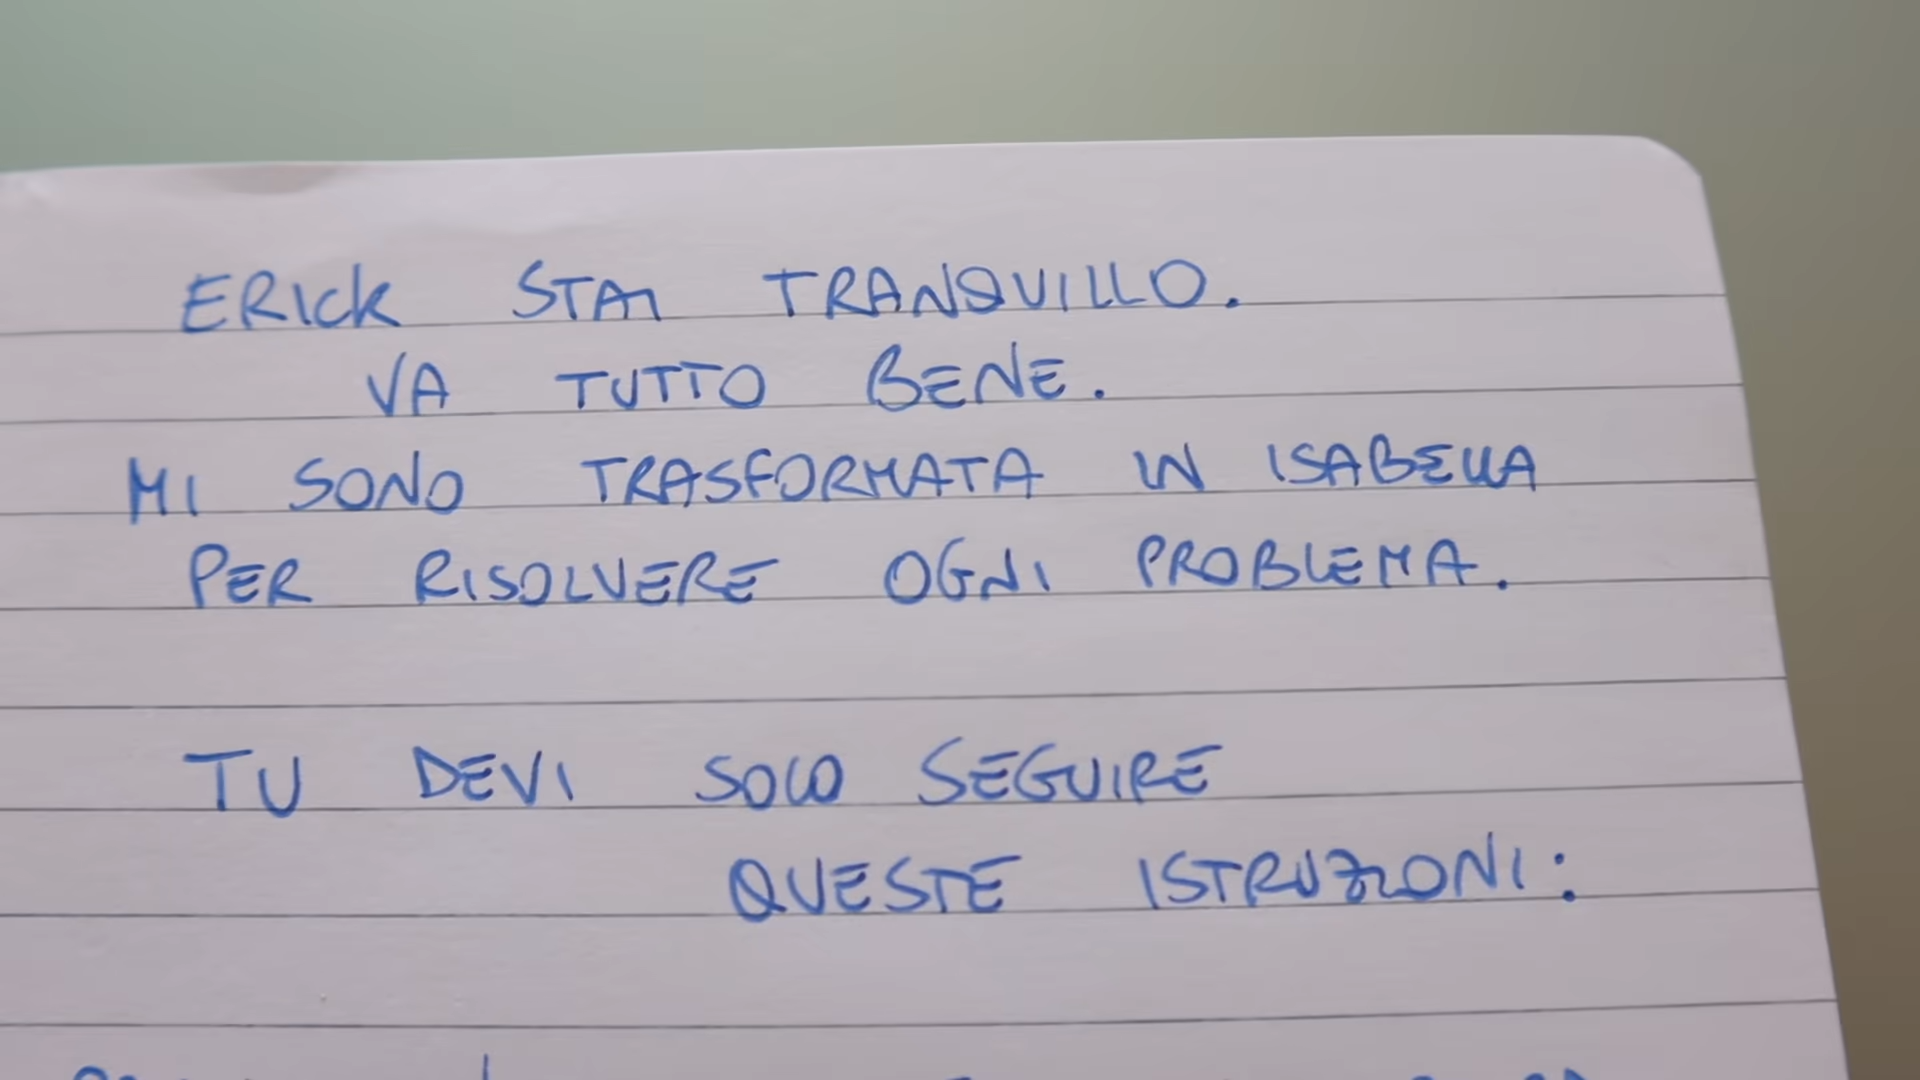 ERICK STAI TRANQUILLO.
VA TUTTO BENE.
MI SONO TRASFORMATA IN ISABELLA
PER RISOLVERE OGNI PROBLEMA.
TU DEVI SOLO SEGUIRE
QUESTE ISTRUZIONI: